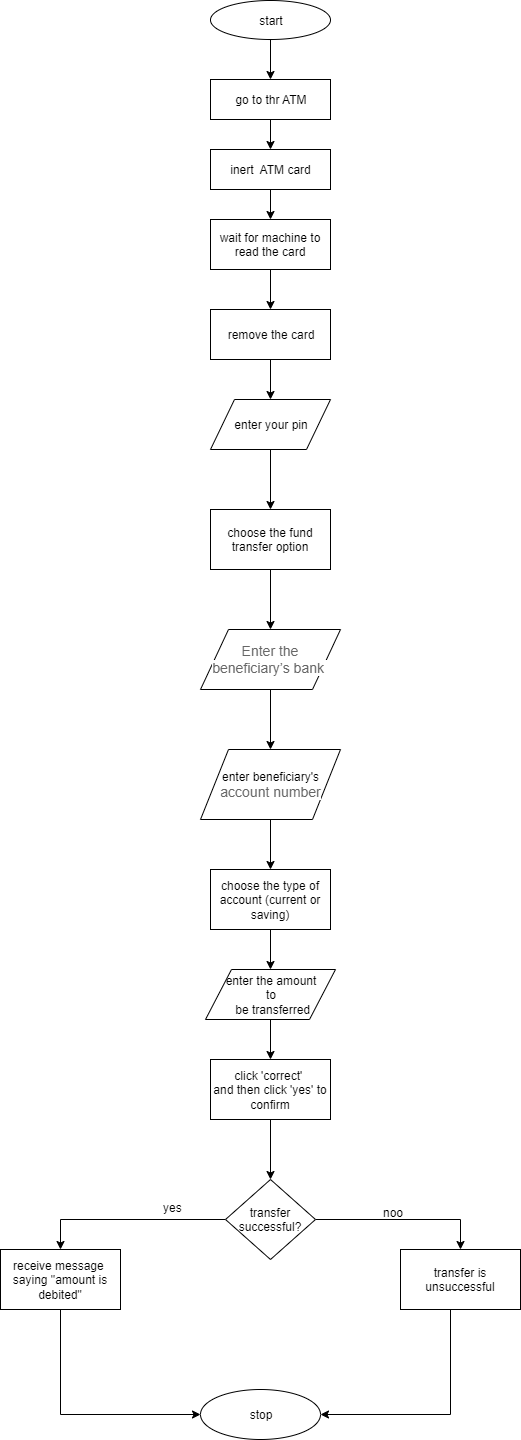 start
go to thr ATM
inert  ATM card
wait for machine to
read the card
remove the card
enter your pin
choose the fund
transfer option
Enter the
beneficiary’s bank
enter beneficiary's
account number
choose the type of
account (current or
saving)
enter the amount
to
be transferred
click 'correct'
and then click 'yes' to
confirm
transfer
successful?
yes
noo
receive message
saying "amount is
debited"
transfer is
unsuccessful
stop